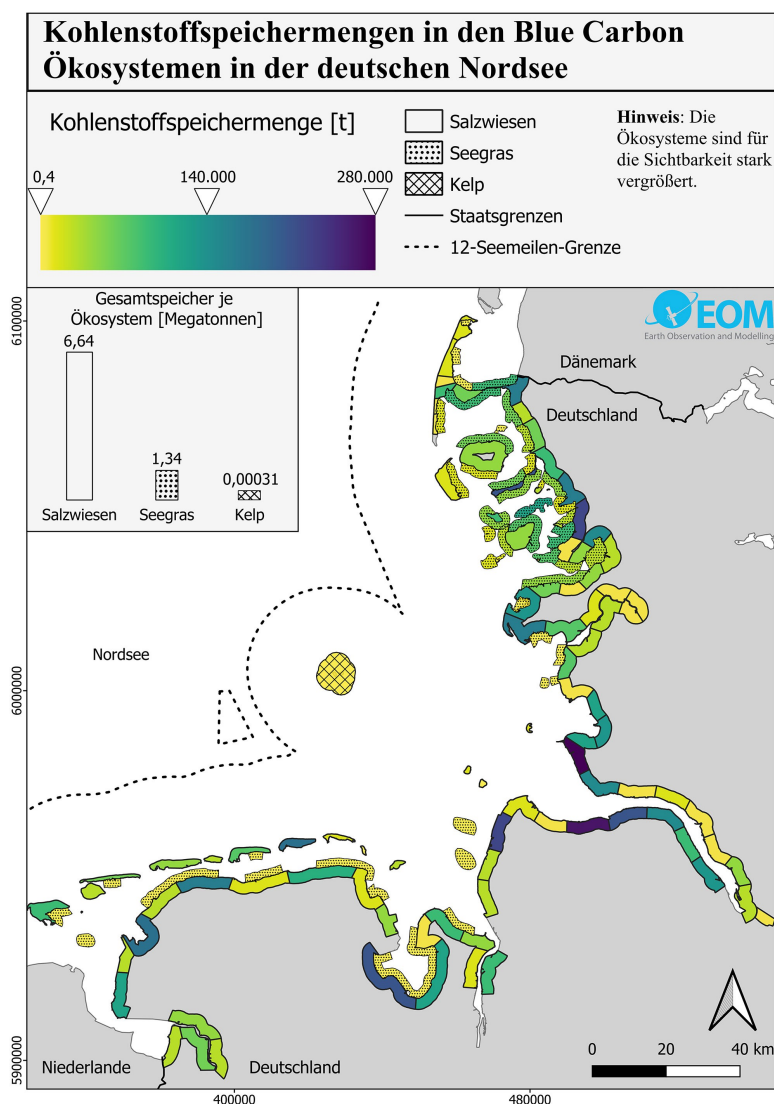 Kohlenstoffspeichermengen in den Blue Carbon
Ökosystemen in der deutschen Nordsee
Kohlenstoffspeichermenge [t]
0,4
140.000
280.000
Salzwiesen
Seegras
Kelp
Staatsgrenzen
12-Seemeilen-Grenze
Hinweis: Die
Ökosysteme sind für
die Sichtbarkeit stark
vergrößert.
Gesamtspeicher je
Ökosystem [Megatonnen]
6,64
1,34
0,00031
Salzwiesen
Seegras
Kelp
EOM
Earth Observation and Modelling
Dänemark
Deutschland
Nordsee
Niederlande
Deutschland
0
20
40 km
6100000
6000000
5900000
400000
480000